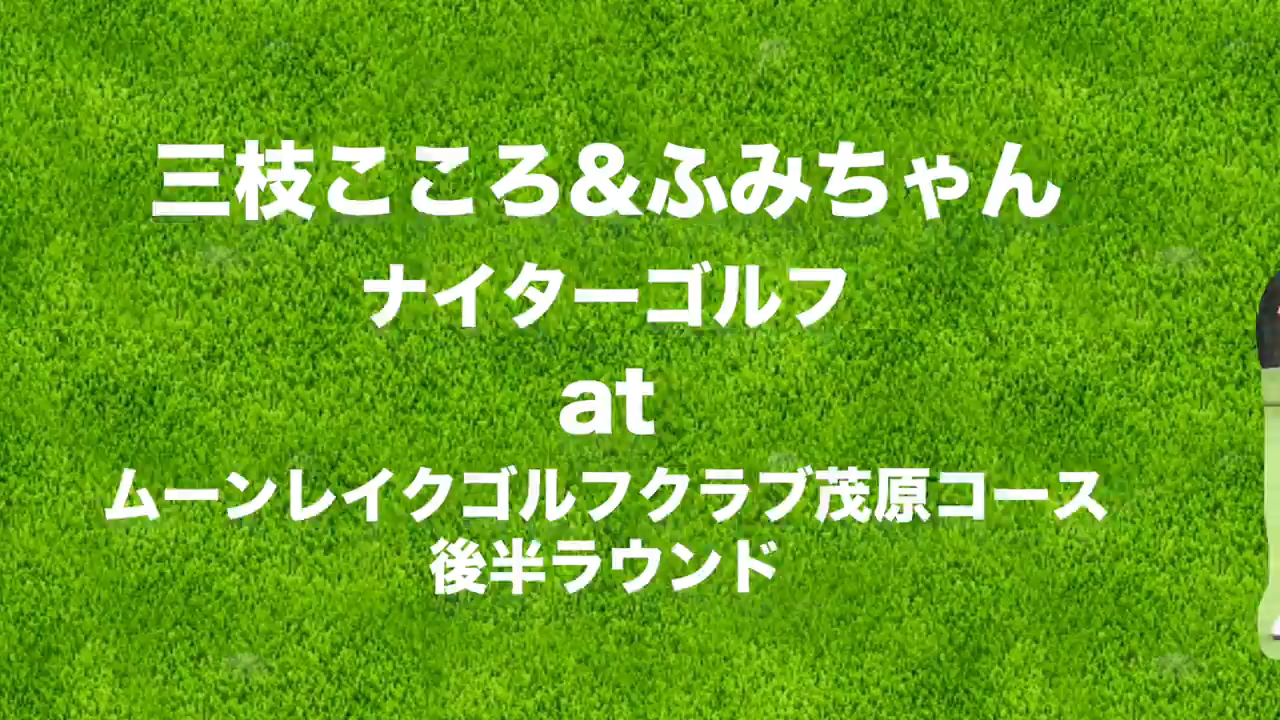 三枝こころ&ふみちゃん
ナイターゴルフ
at
ムーンレイクゴルフクラブ茂原コース
後半ラウンド